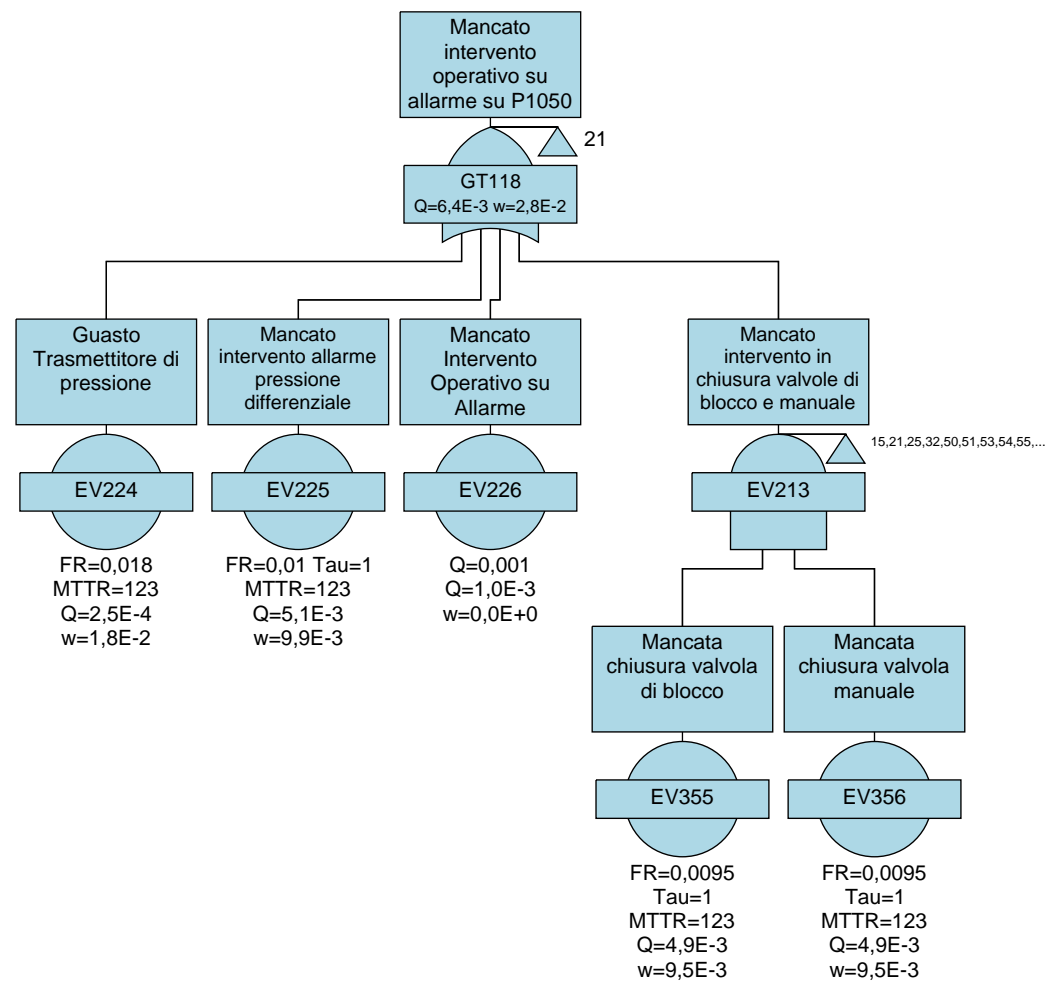 Mancato
intervento
operativo su
allarme su P1050
21
GT118
Q=6,4E-3 w=2,8E-2
Guasto
Trasmettitore di
pressione
Mancato
intervento allarme
pressione
differenziale
Mancato
Intervento
Operativo su
Allarme
Mancato
intervento in
chiusura valvole di
blocco e manuale
15,21,25,32,50,51,53,54,55,...
EV224
EV225
EV226
EV213
FR=0,018
MTTR=123
Q=2,5E-4
w=1,8E-2
FR=0,01 Tau=1
MTTR=123
Q=5,1E-3
w=9,9E-3
Q=0,001
Q=1,0E-3
w=0,0E+0
Mancata
chiusura valvola
di blocco
Mancata
chiusura valvola
manuale
EV355
EV356
FR=0,0095
Tau=1
MTTR=123
Q=4,9E-3
w=9,5E-3
FR=0,0095
Tau=1
MTTR=123
Q=4,9E-3
w=9,5E-3